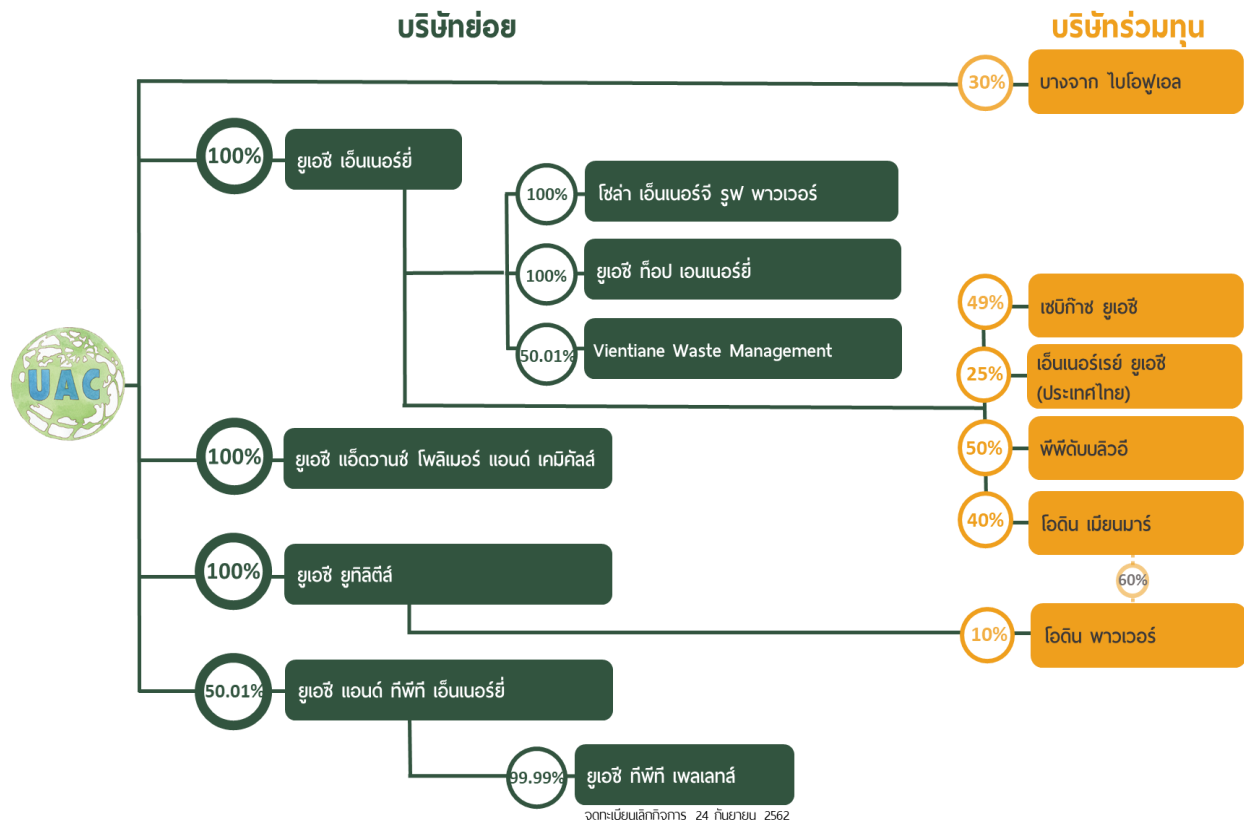 บริษัทย่อย
บริษัทร่วมทุน
30%
บางจาก ไบโอฟูเอล
100%
ยูเอซี เอ็นเนอร์ยี่
100%
โซล่า เอ็นเนอร์จี รูฟ พาวเวอร์
100%
ยูเอซี ท็อป เอนเนอร์ยี่
50.01%
Vientiane Waste Management
49%
เซบิก๊าซ ยูเอซี
25%
เอ็นเนอร์เรย์ ยูเอซี
(ประเทศไทย)
UAC
100%
ยูเอซี แอ็ดวานซ์ โพลิเมอร์ แอนด์ เคมิคัลส์
50%
พีพีดับบลิวอี
40%
โอดิน เมียนมาร์
100%
ยูเอซี ยูทิลิตีส์
60%
10%
โอดิน พาวเวอร์
50.01%
ยูเอซี แอนด์ ทีพีที เอ็นเนอร์ยี่
99.99%
ยูเอซี ทีพีที เพลเลทส์
จดทะเบียนเลิกกิจการ 24 กันยายน 2562